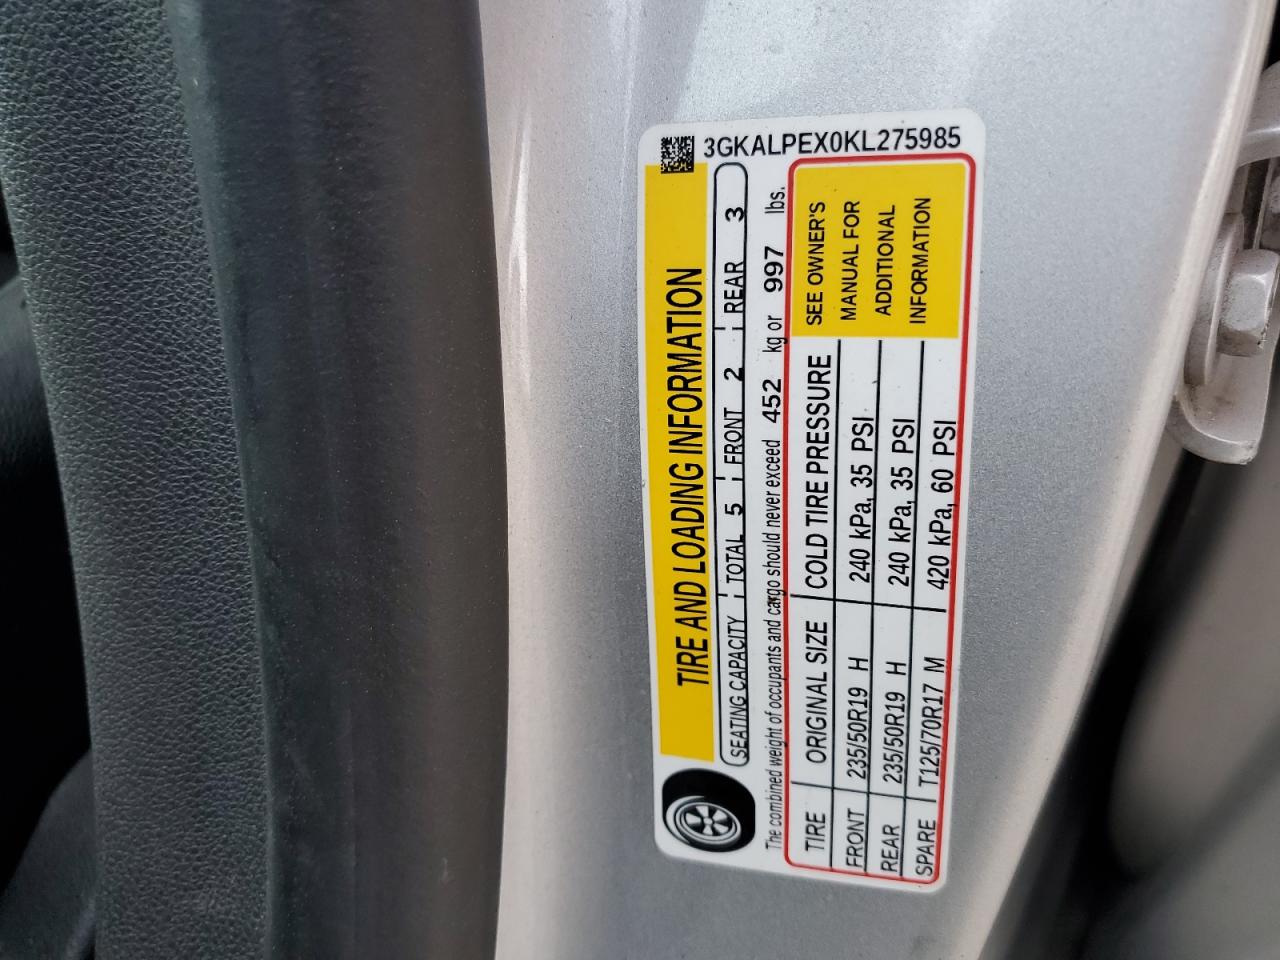 3GKALPEX0KL275985
TIRE AND LOADING INFORMATION
SEATING CAPACITY TOTAL 5 FRONT 2 REAR 3
The combined weight of occupants and cargo should never exceed 452 kg or 997 lbs.
TIRE ORIGINAL SIZE COLD TIRE PRESSURE
FRONT 235/50R19 H 240 kPa, 35 PSI
REAR 235/50R19 H 240 kPa, 35 PSI
SPARE T125/70R17 M 420 kPa, 60 PSI
SEE OWNER'S
MANUAL FOR
ADDITIONAL
INFORMATION